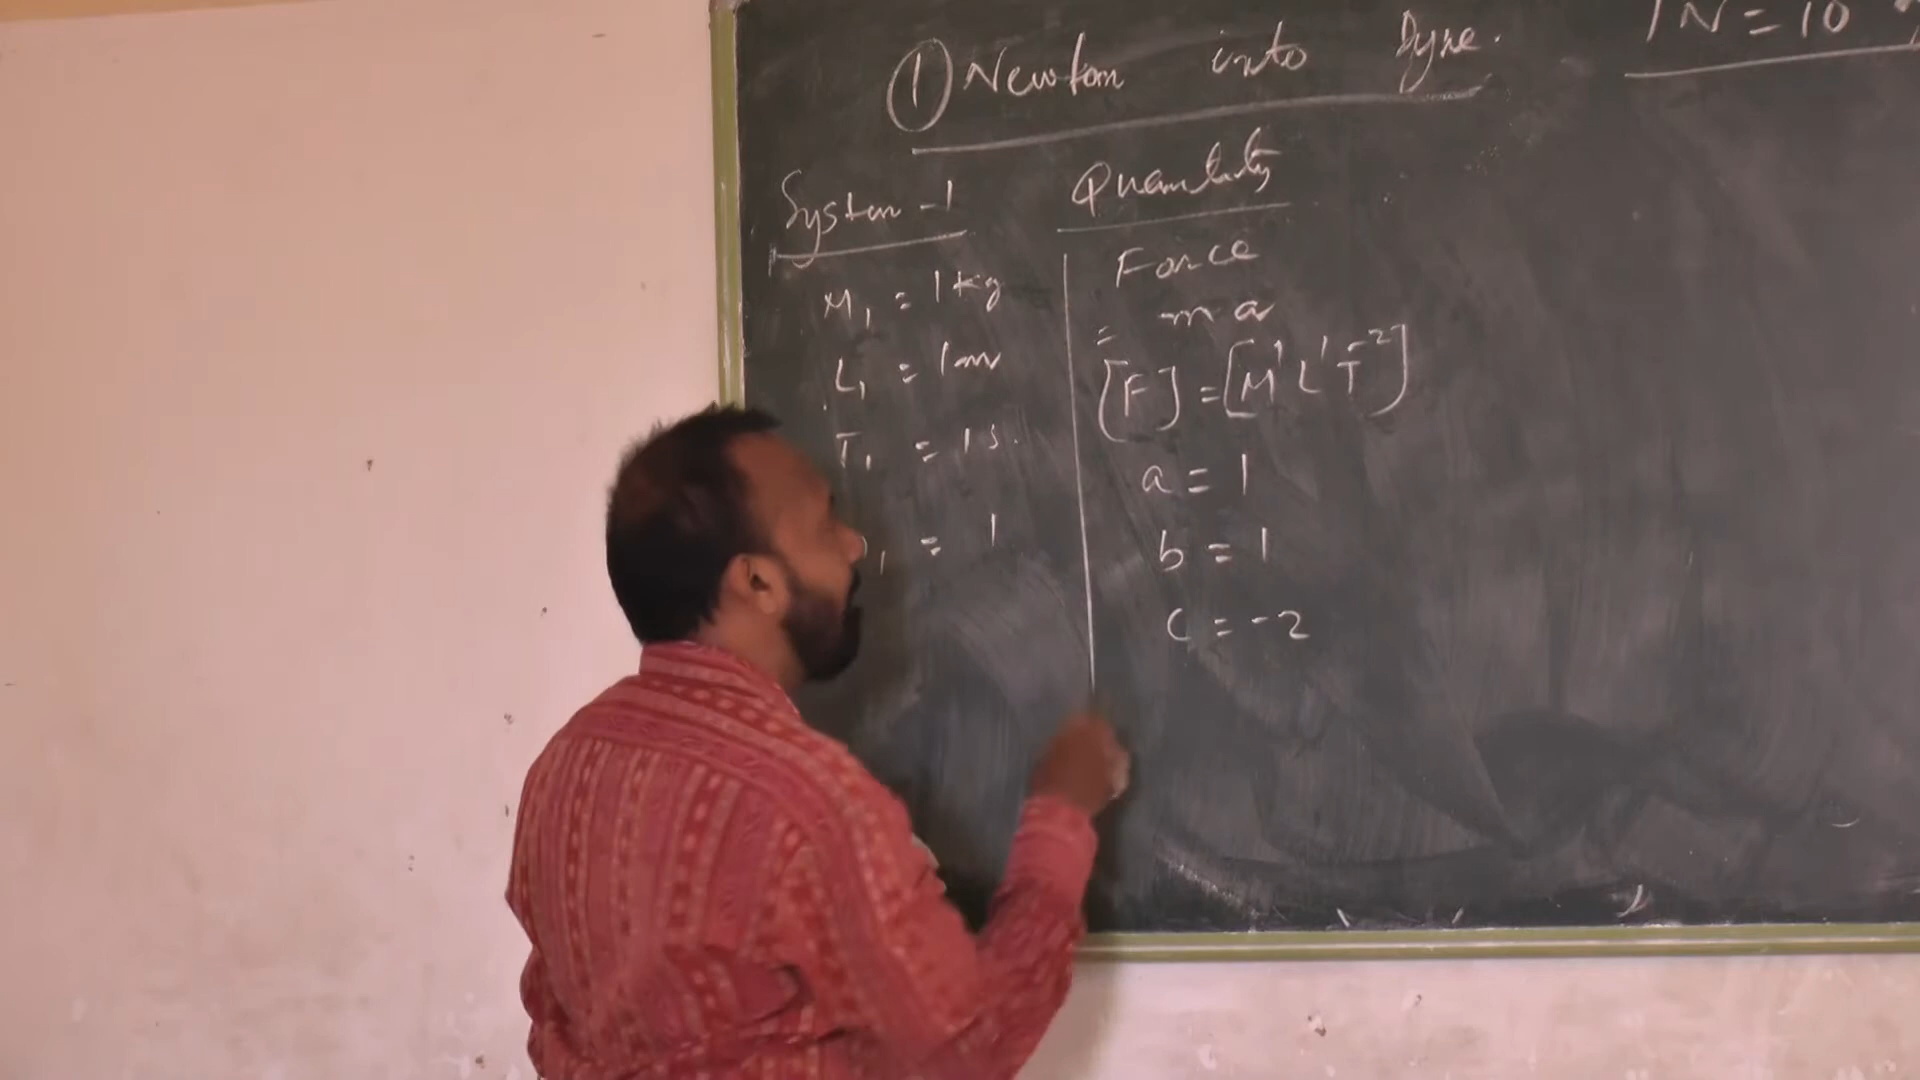 ① Newton into Dyne.
1N = 10
System-1
M₁ = 1kg
L₁ = 1m
T₁ = 1s.
₁ = 1
Quantity
Force
= ma
[F] = [M¹L¹T⁻²]
a = 1
b = 1
c = -2